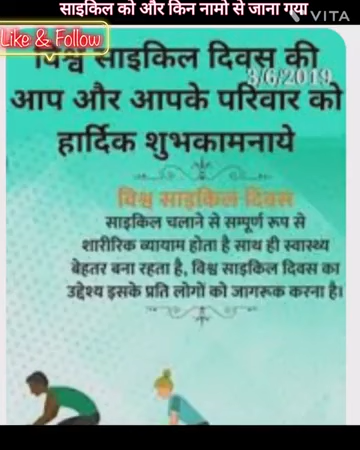 साइकिल को और किन नामो से जाना गया
VITA
Like & Follow
विश्व साइकिल दिवस की
3/6/2019
आप और आपके परिवार को
हार्दिक शुभकामनाये
विश्व साइकिल दिवस
साइकिल चलाने से सम्पूर्ण रूप से
शारीरिक व्यायाम होता है साथ ही स्वास्थ्य
बेहतर बना रहता है, विश्व साइकिल दिवस का
उद्देश्य इसके प्रति लोगों को जागरूक करना है।